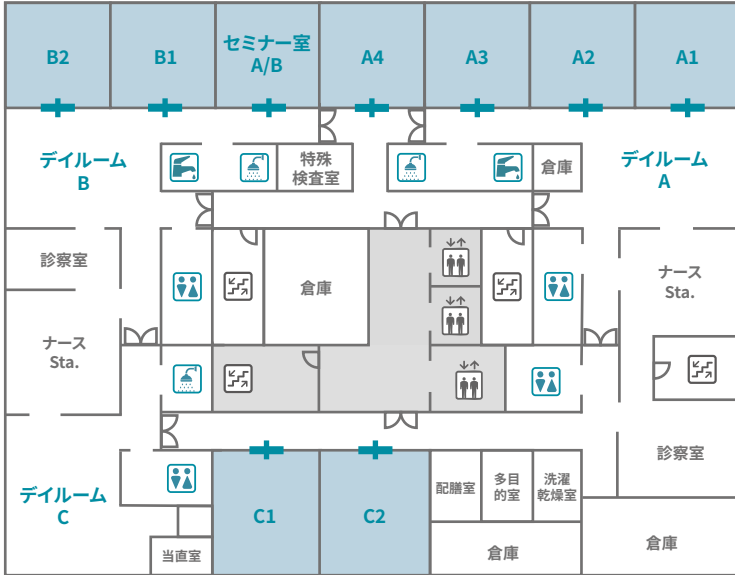 B2
B1
セミナー室
A/B
A4
A3
A2
A1
デイルーム
B
特殊
検査室
倉庫
デイルーム
A
診察室
倉庫
ナース
Sta.
ナース
Sta.
診察室
デイルーム
C
C1
C2
配膳室
多目
的室
洗濯
乾燥室
当直室
倉庫
倉庫